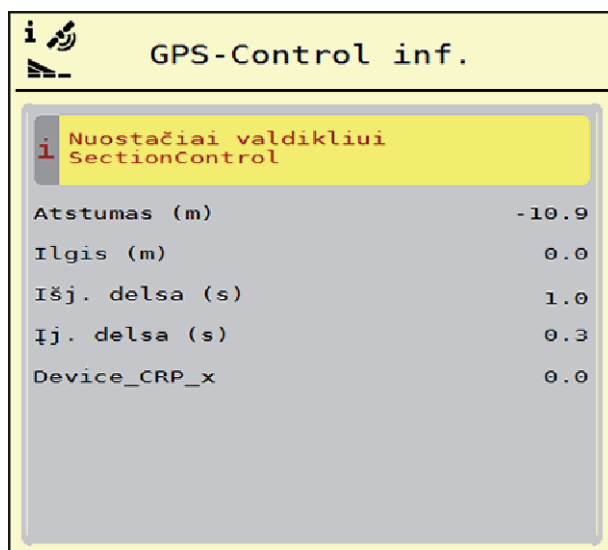 i
GPS-Control inf.
i
Nuostačiai valdikliui
SectionControl
Atstumas (m) -10.9
Ilgis (m) 0.0
Išj. delsa (s) 1.0
Įj. delsa (s) 0.3
Device_CRP_x 0.0